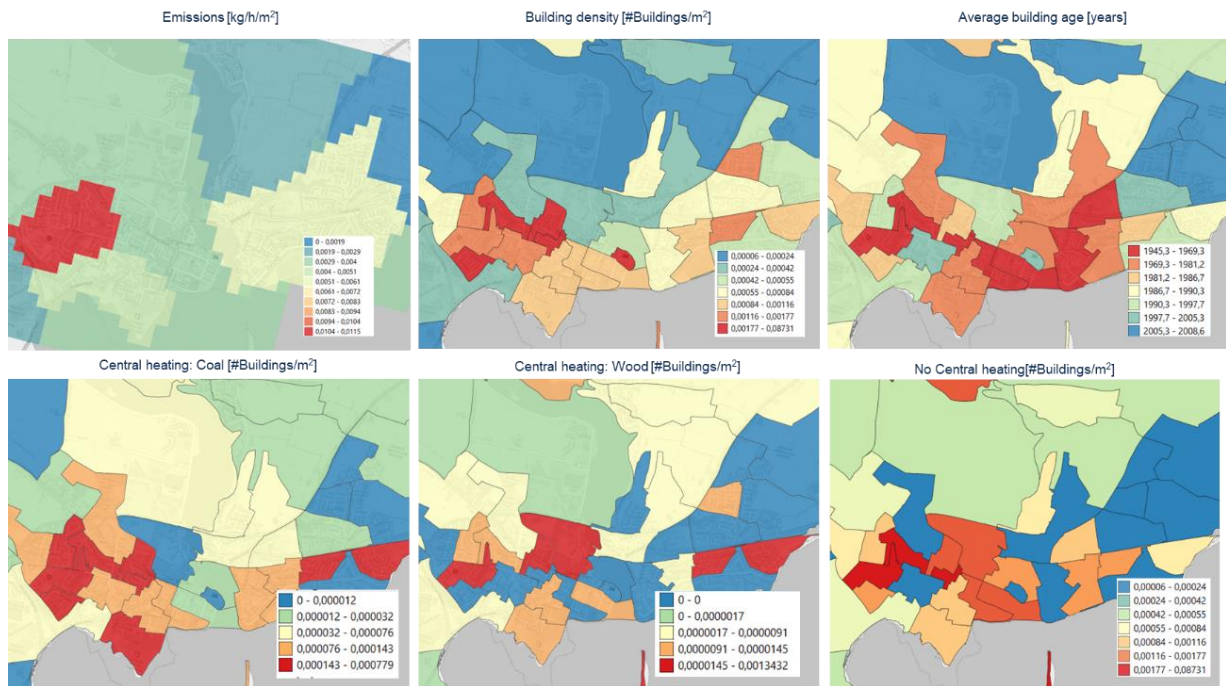 Emissions [kg/h/m²]
Building density [#Buildings/m²]
Average building age [years]
0 - 0,0019
0,0019 - 0,0029
0,0029 - 0,004
0,004 - 0,0051
0,0051 - 0,0061
0,0061 - 0,0072
0,0072 - 0,0083
0,0083 - 0,0094
0,0094 - 0,0104
0,0104 - 0,0115
0,00006 - 0,00024
0,00024 - 0,00042
0,00042 - 0,00055
0,00055 - 0,00084
0,00084 - 0,00116
0,00116 - 0,00177
0,00177 - 0,08731
1945,3 - 1969,3
1969,3 - 1981,2
1981,2 - 1986,7
1986,7 - 1990,3
1990,3 - 1997,7
1997,7 - 2005,3
2005,3 - 2008,6
Central heating: Coal [#Buildings/m²]
Central heating: Wood [#Buildings/m²]
No Central heating[#Buildings/m²]
0 - 0,000012
0,000012 - 0,000032
0,000032 - 0,000076
0,000076 - 0,000143
0,000143 - 0,000779
0 - 0
0 - 0,0000017
0,0000017 - 0,0000091
0,0000091 - 0,0000145
0,0000145 - 0,0013432
0,00006 - 0,00024
0,00024 - 0,00042
0,00042 - 0,00055
0,00055 - 0,00084
0,00084 - 0,00116
0,00116 - 0,00177
0,00177 - 0,08731